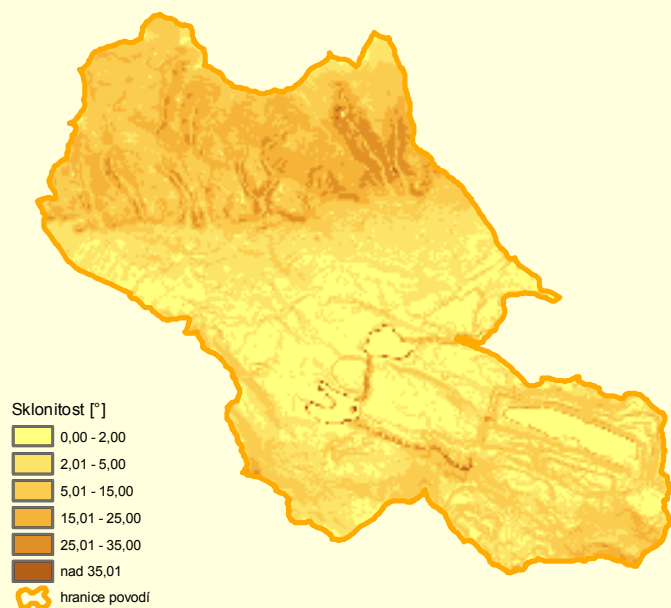 Sklonitost [°]
0,00 - 2,00
2,01 - 5,00
5,01 - 15,00
15,01 - 25,00
25,01 - 35,00
nad 35,01
hranice povodí